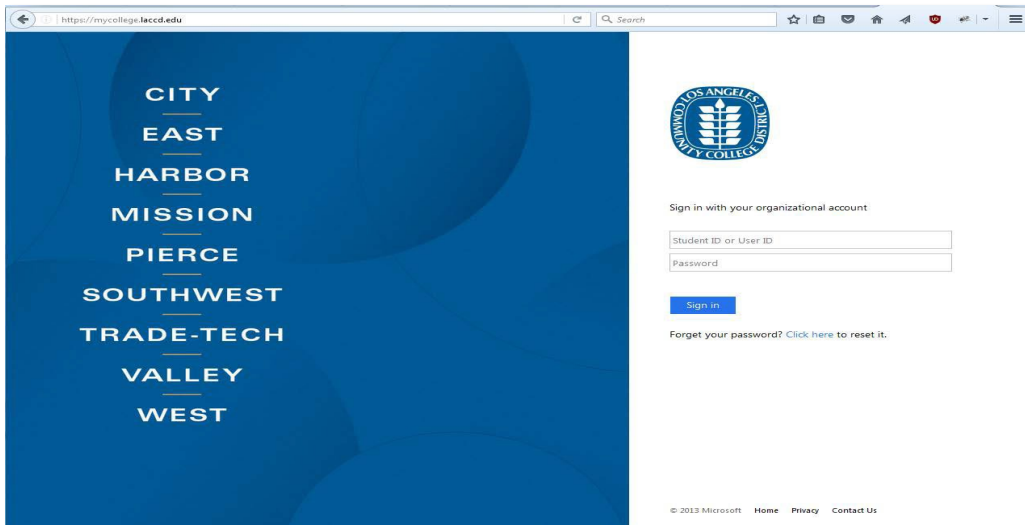 https://mycollege.laccd.edu
Search
CITY
EAST
HARBOR
MISSION
PIERCE
SOUTHWEST
TRADE-TECH
VALLEY
WEST
LOS ANGELES
COMMUNITY COLLEGE DISTRICT
Sign in with your organizational account
Student ID or User ID
Password
Sign in
Forget your password? Click here to reset it.
© 2013 Microsoft Home Privacy Contact Us